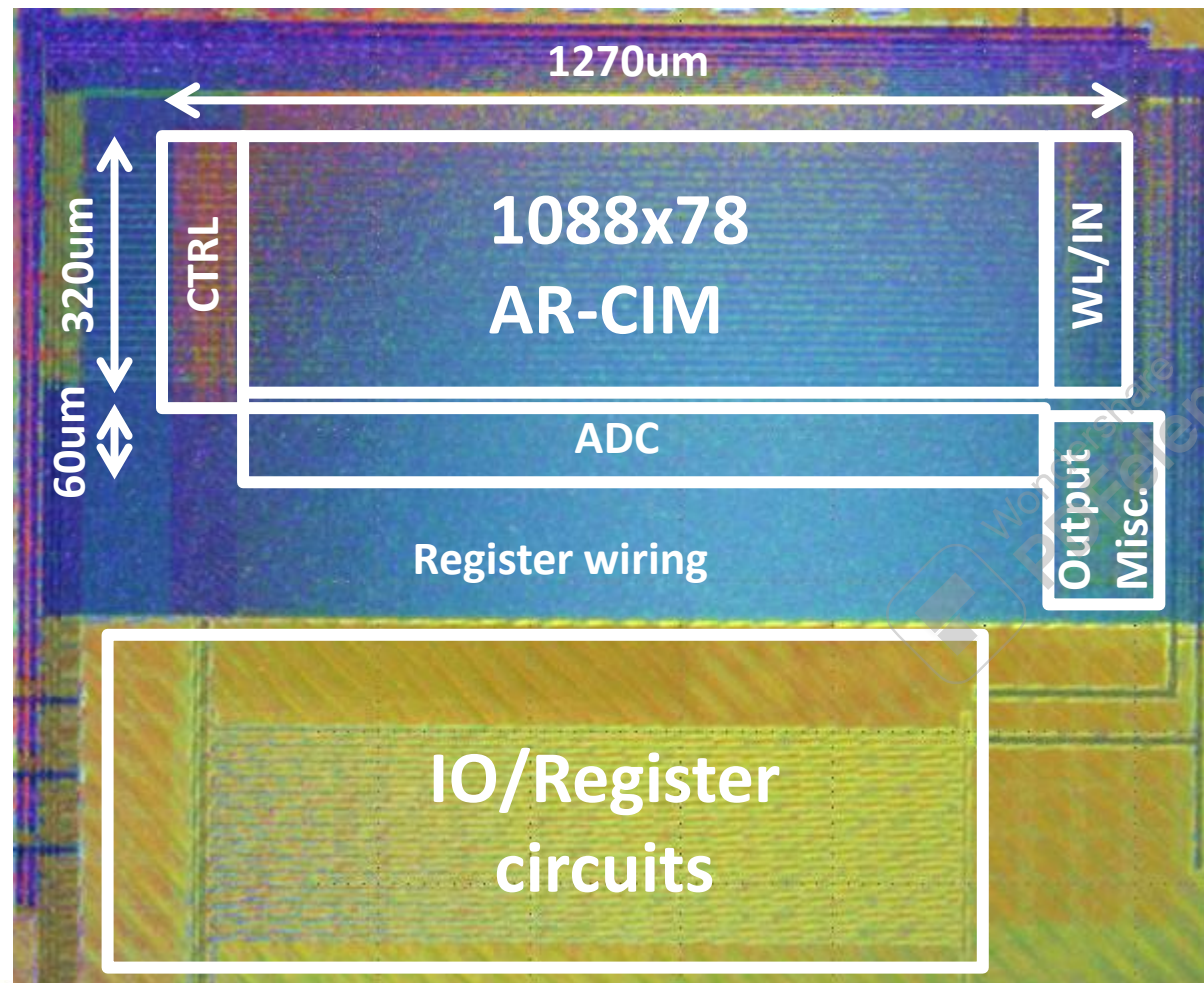 1270um
320um
CTRL
1088x78
AR-CIM
WL/IN
60um
ADC
Output
Misc.
Register wiring
IO/Register
circuits